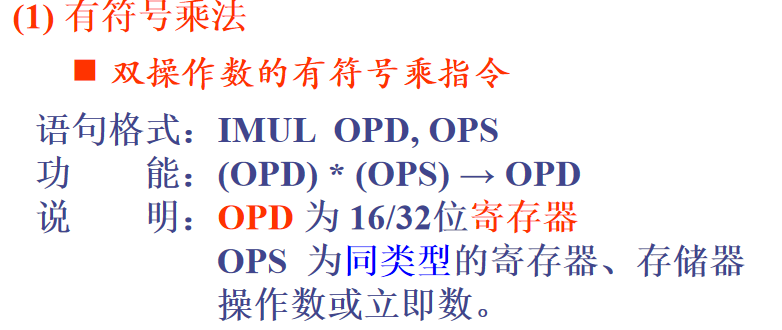 (1) 有符号乘法
■ 双操作数的有符号乘指令
语句格式：IMUL OPD, OPS
功 能：(OPD) * (OPS) → OPD
说 明：OPD 为 16/32位寄存器
OPS 为同类型的寄存器、存储器
操作数或立即数。